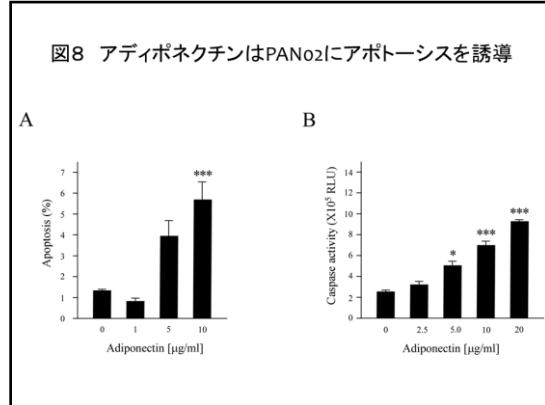 図8 アディポネクチンはPAN02にアポトーシスを誘導
A
Apoptosis (%)
7
6
5
4
3
2
1
0
***
0 1 5 10
Adiponectin [μg/ml]
B
Caspase activity (X10⁵ RLU)
14
12
10
8
6
4
2
0
*
***
***
0 2.5 5.0 10 20
Adiponectin [μg/ml]